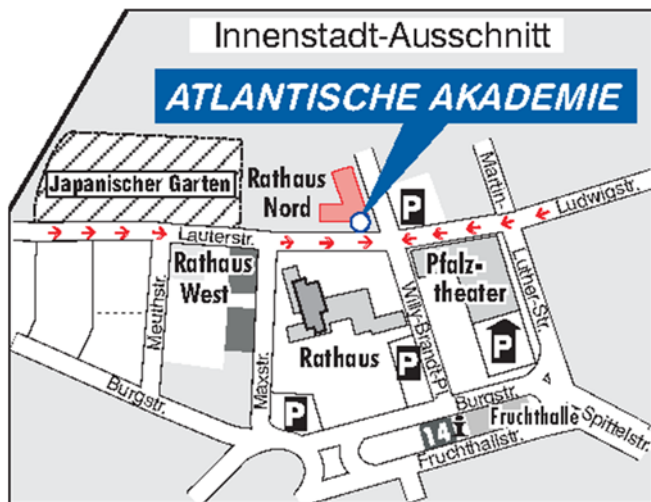 Innenstadt-Ausschnitt
ATLANTISCHE AKADEMIE
Japanischer Garten
Rathaus
Nord
P
Martin-
Luther-Str.
Ludwigstr.
Lauterstr.
Rathaus
West
Pfalz-
theater
Meuthstr.
Willy-Brandt-Pl.
P
Rathaus
P
Maxstr.
Burgstr.
P
Burgstr.
Fruchthalle
14 i
Spittelstr.
Fruchthallstr.